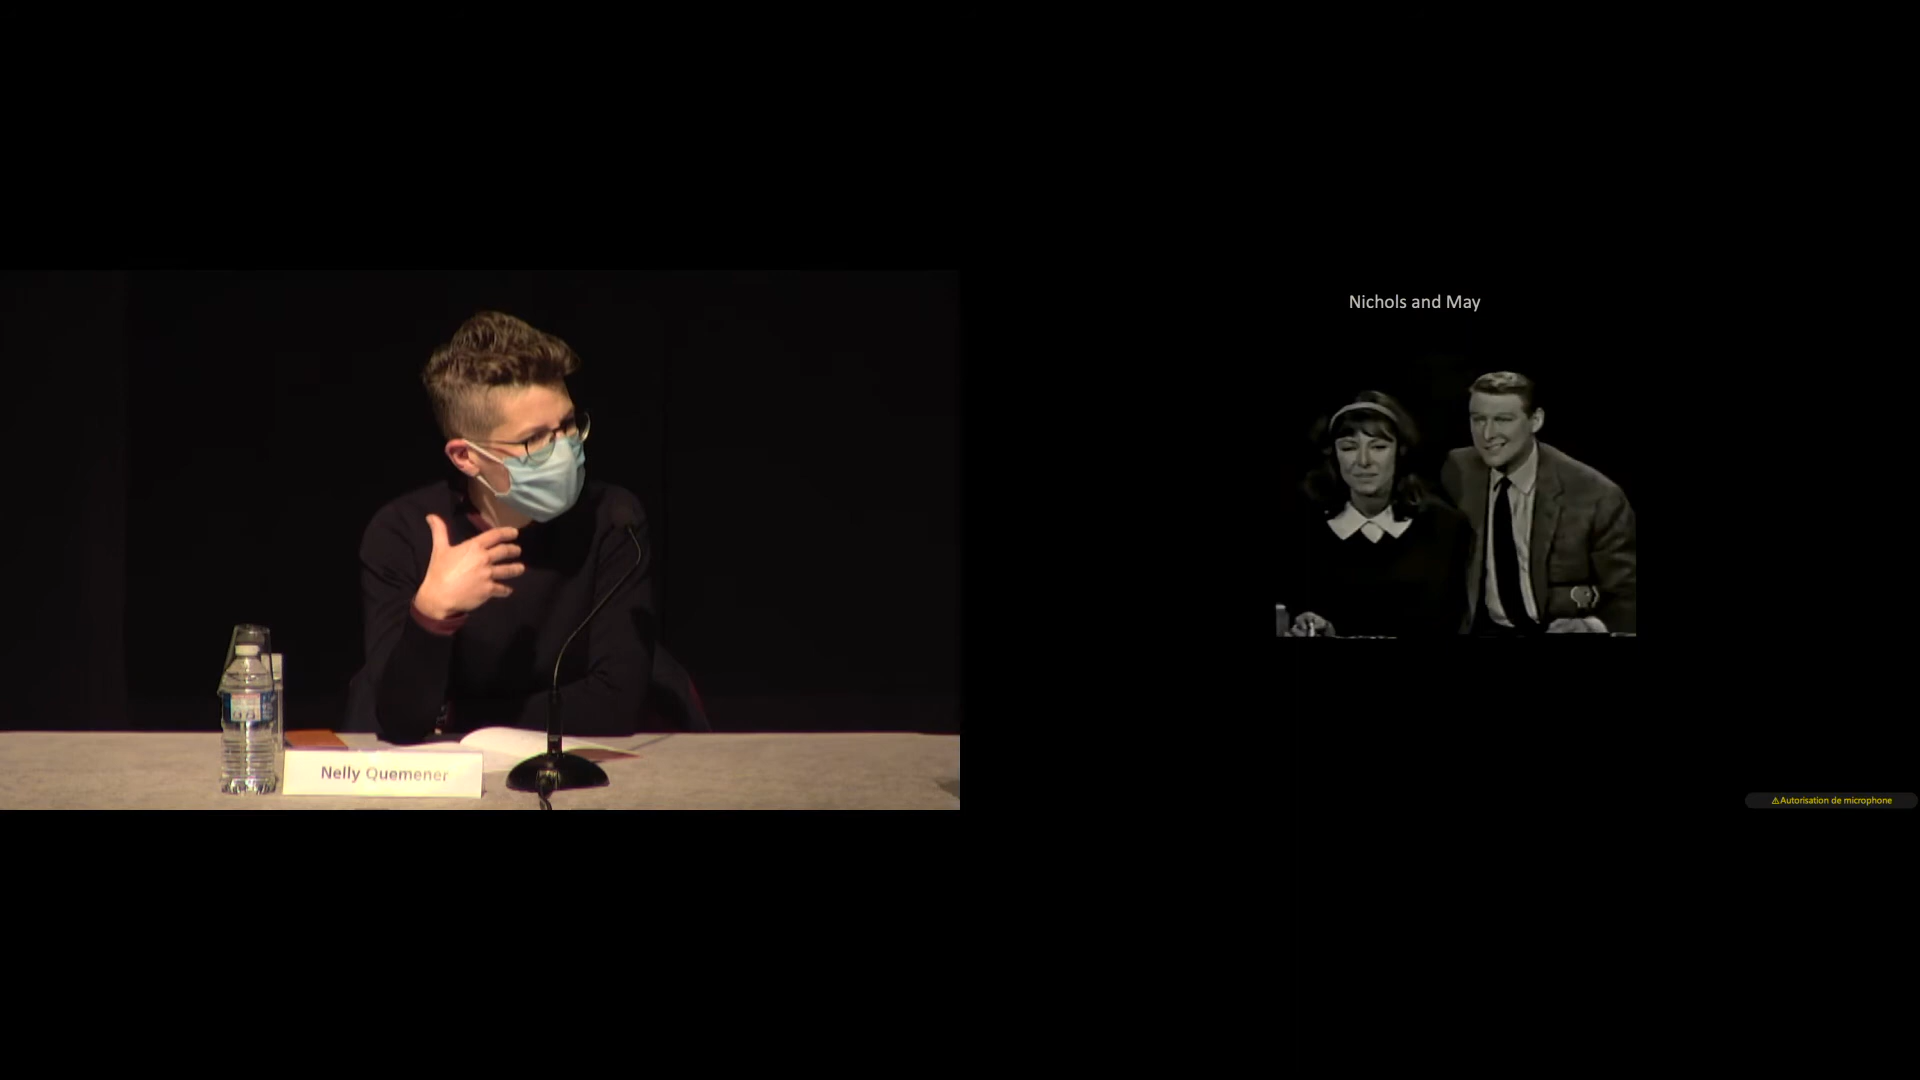 Nichols and May
Nelly Quemener
⚠Autorisation de microphone